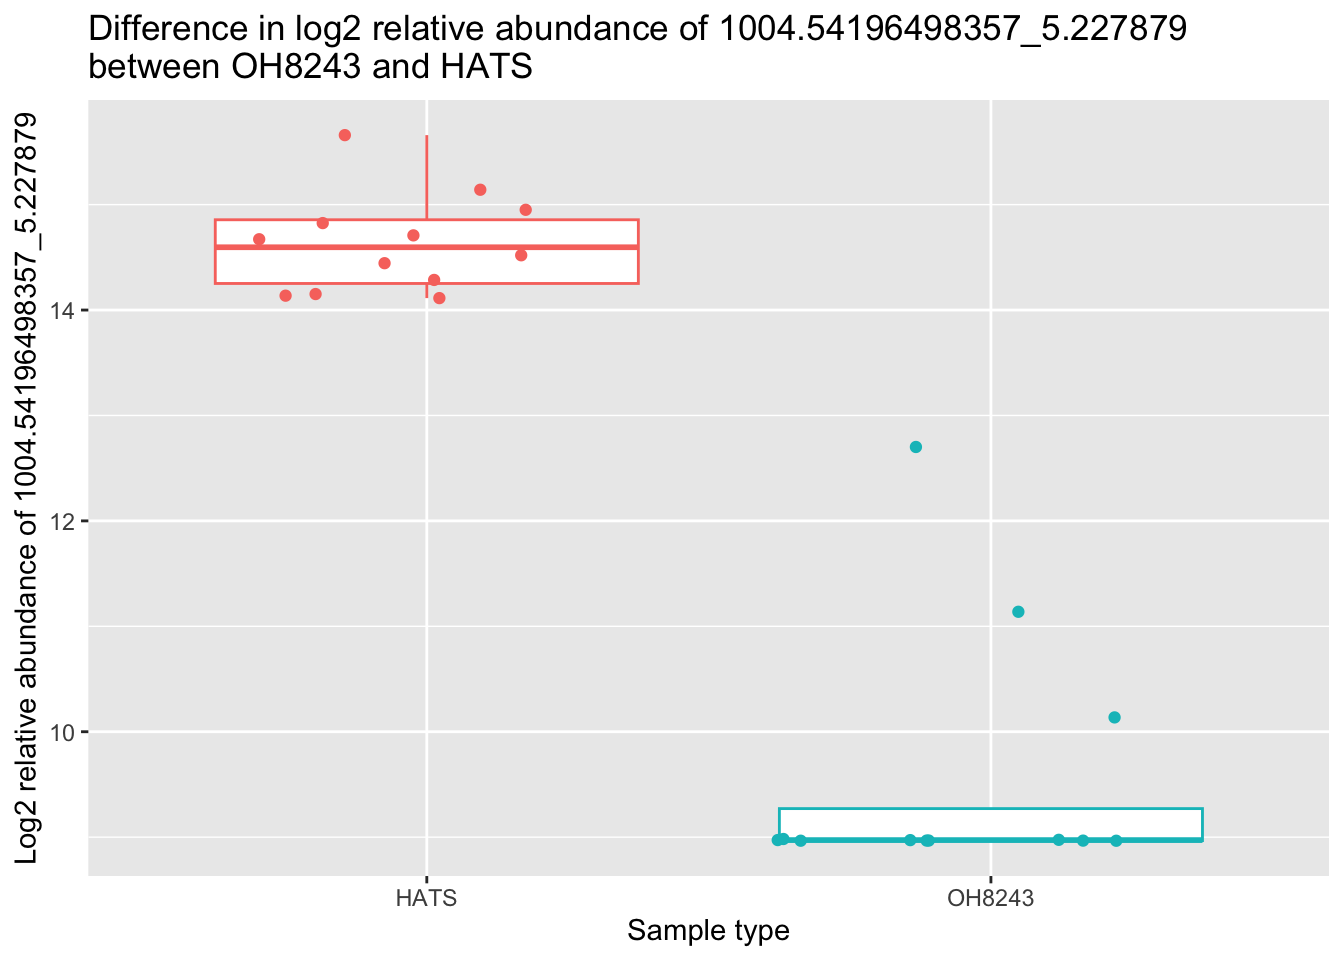 Difference in log2 relative abundance of 1004.54196498357_5.227879
between OH8243 and HATS
Log2 relative abundance of 1004.54196498357_5.227879
14
12
10
HATS
OH8243
Sample type